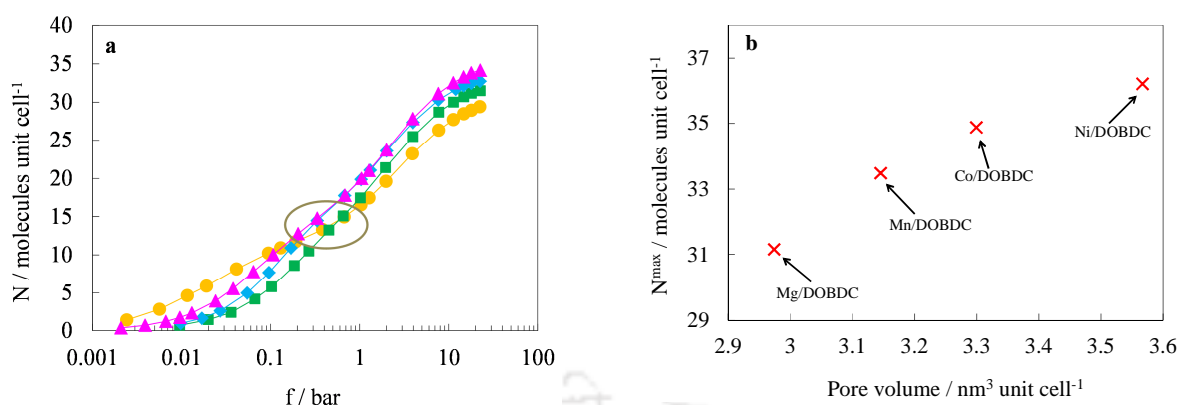 a
N / molecules unit cell-1
40
35
30
25
20
15
10
5
0
0.001
0.01
0.1
1
10
100
f / bar
b
Nmax / molecules unit cell-1
37
35
33
31
29
Ni/DOBDC
Co/DOBDC
Mn/DOBDC
Mg/DOBDC
2.9
3
3.1
3.2
3.3
3.4
3.5
3.6
Pore volume / nm3 unit cell-1